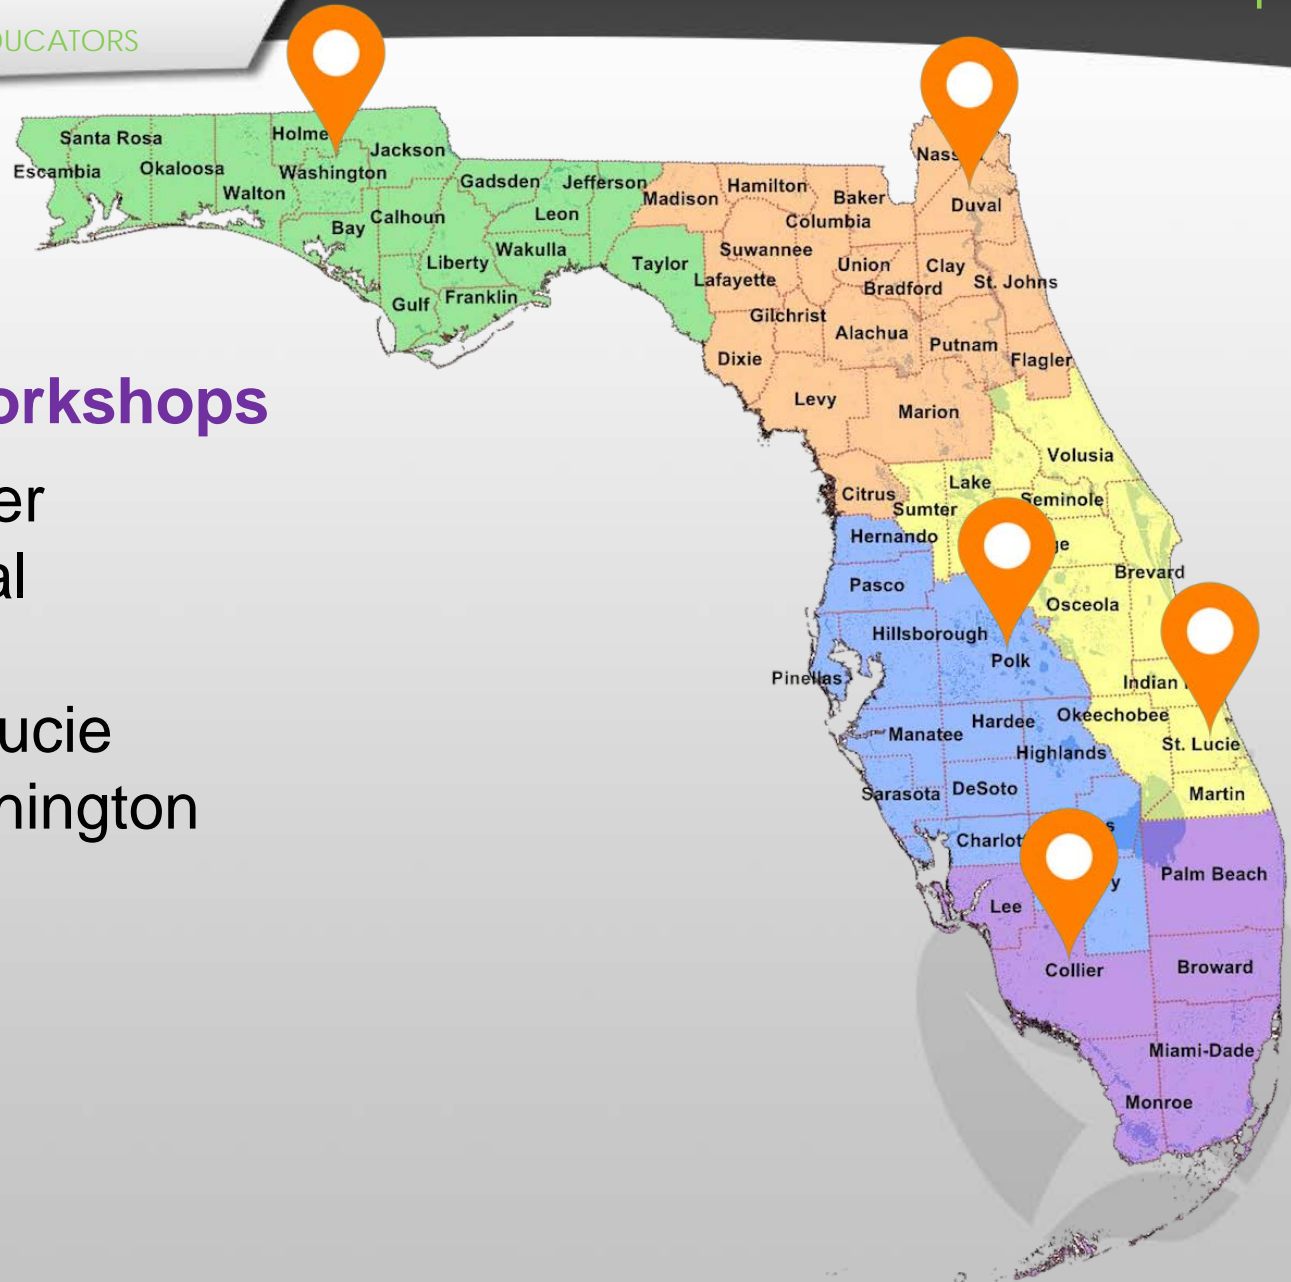 DUCATORS
orkshops
er
al
ucie
hington
Santa Rosa
Holme
Jackson
Escambia
Okaloosa
Washington
Walton
Gadsden
Jefferson
Madison
Hamilton
Baker
Nass
Duval
Calhoun
Bay
Leon
Columbia
Liberty
Wakulla
Taylor
Suwannee
Union
Clay
St. Johns
Lafayette
Bradford
Gulf
Franklin
Gilchrist
Alachua
Putnam
Dixie
Flagler
Levy
Marion
Volusia
Citrus
Lake
Sumter
Seminole
Hernando
ge
Pasco
Brevard
Osceola
Hillsborough
Polk
Pinellas
Indian
Manatee
Hardee
Okeechobee
Highlands
St. Lucie
Sarasota
DeSoto
Martin
Charlot
s
Palm Beach
y
Lee
Collier
Broward
Miami-Dade
Monroe